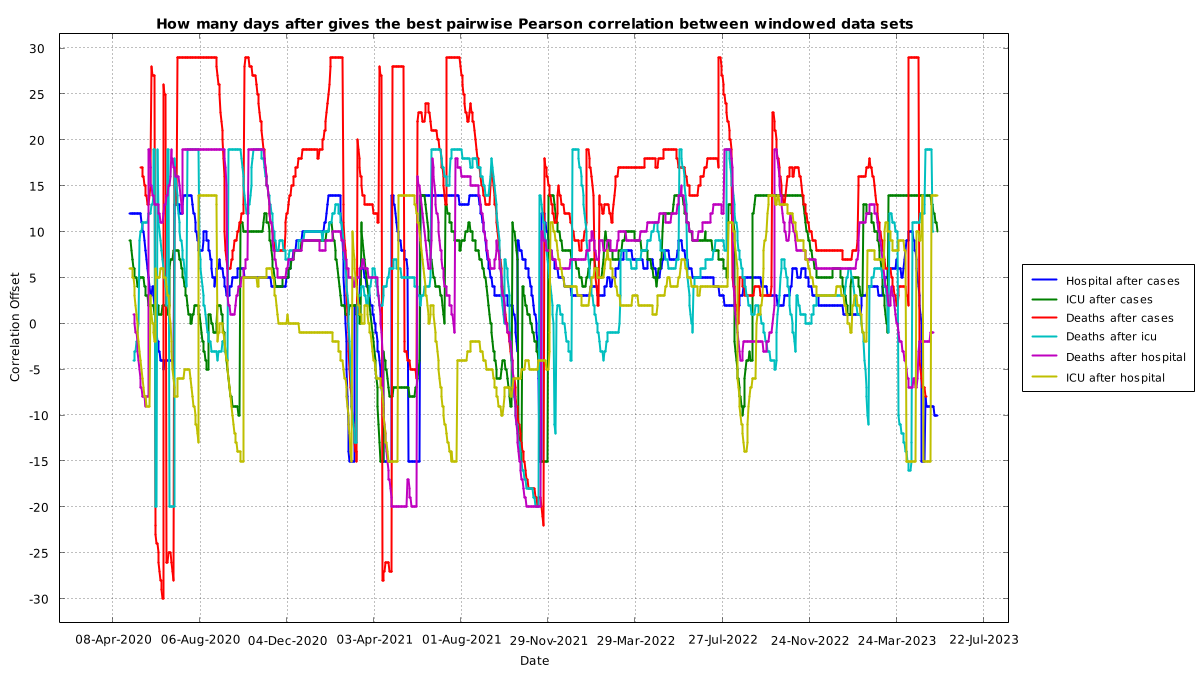 How many days after gives the best pairwise Pearson correlation between windowed data sets
30
25
20
15
10
5
0
-5
-10
-15
-20
-25
-30
Correlation Offset
08-Apr-2020 06-Aug-2020 04-Dec-2020 03-Apr-2021 01-Aug-2021 29-Nov-2021 29-Mar-2022 27-Jul-2022 24-Nov-2022 24-Mar-2023 22-Jul-2023
Date
Hospital after cases
ICU after cases
Deaths after cases
Deaths after icu
Deaths after hospital
ICU after hospital